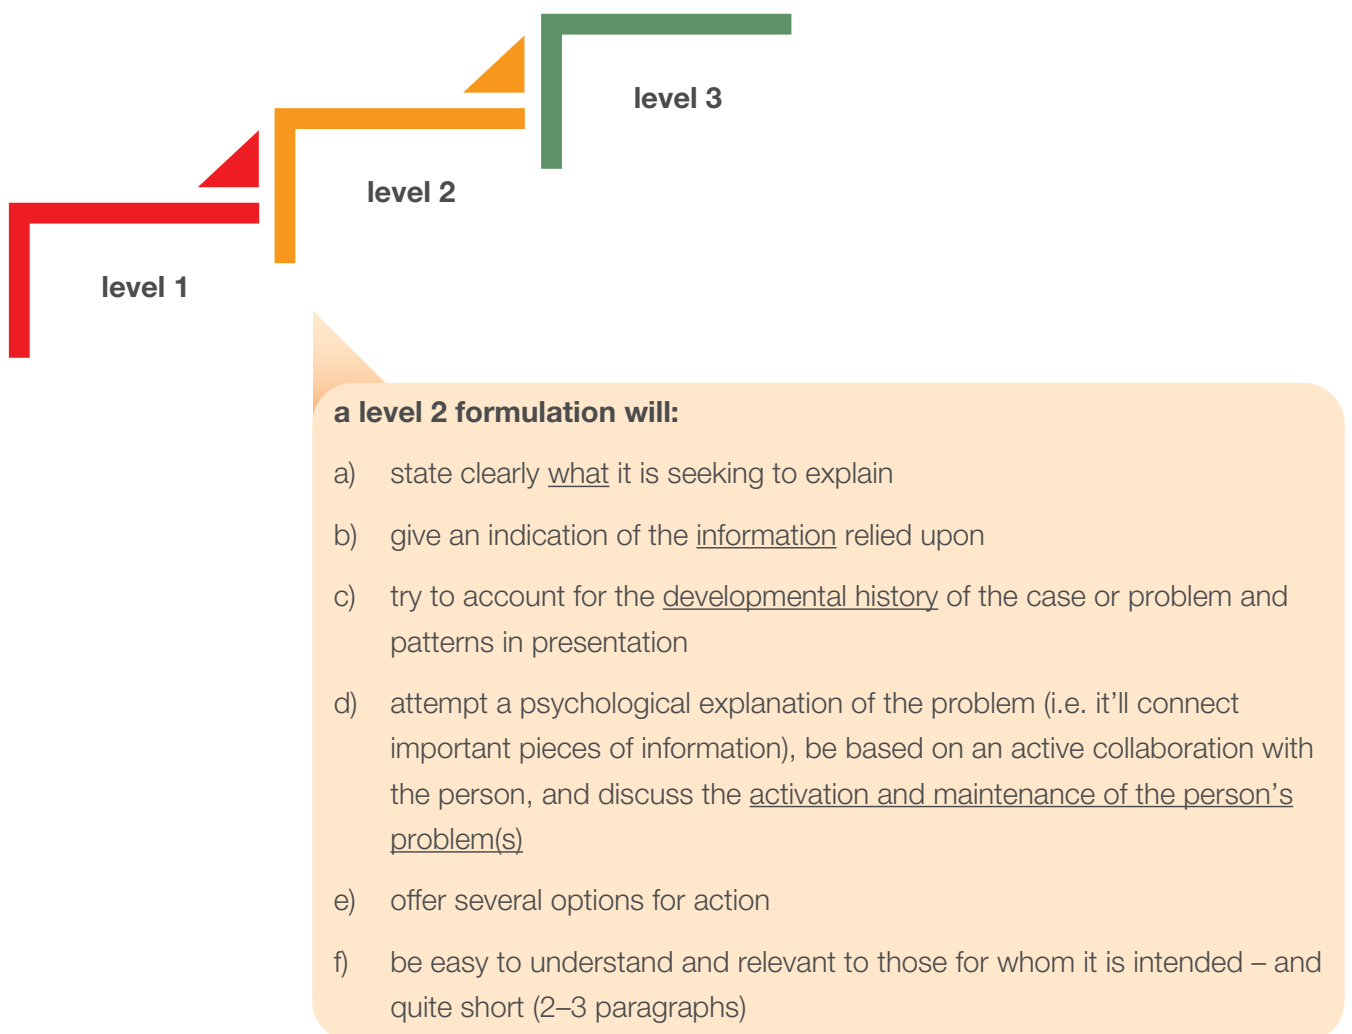 level 3
level 2
level 1
a level 2 formulation will:
a) state clearly what it is seeking to explain
b) give an indication of the information relied upon
c) try to account for the developmental history of the case or problem and
patterns in presentation
d) attempt a psychological explanation of the problem (i.e. it’ll connect
important pieces of information), be based on an active collaboration with
the person, and discuss the activation and maintenance of the person’s
problem(s)
e) offer several options for action
f) be easy to understand and relevant to those for whom it is intended – and
quite short (2–3 paragraphs)